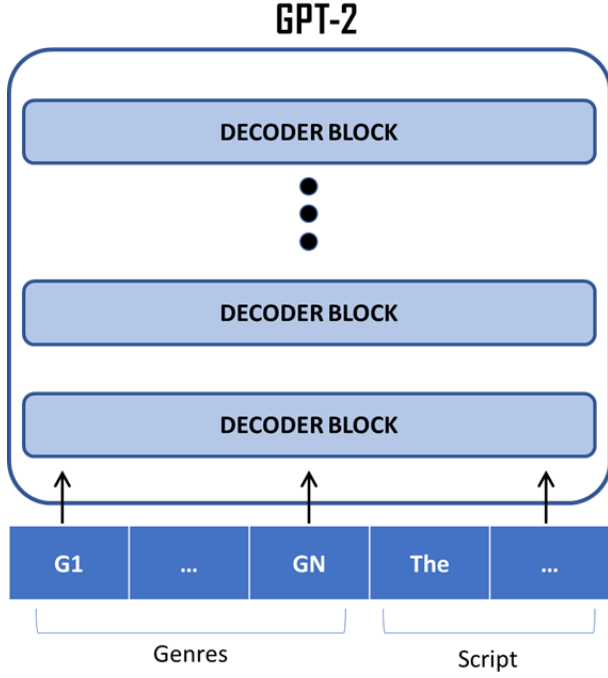 GPT-2
DECODER BLOCK
DECODER BLOCK
DECODER BLOCK
G1 ... GN The ...
Genres Script